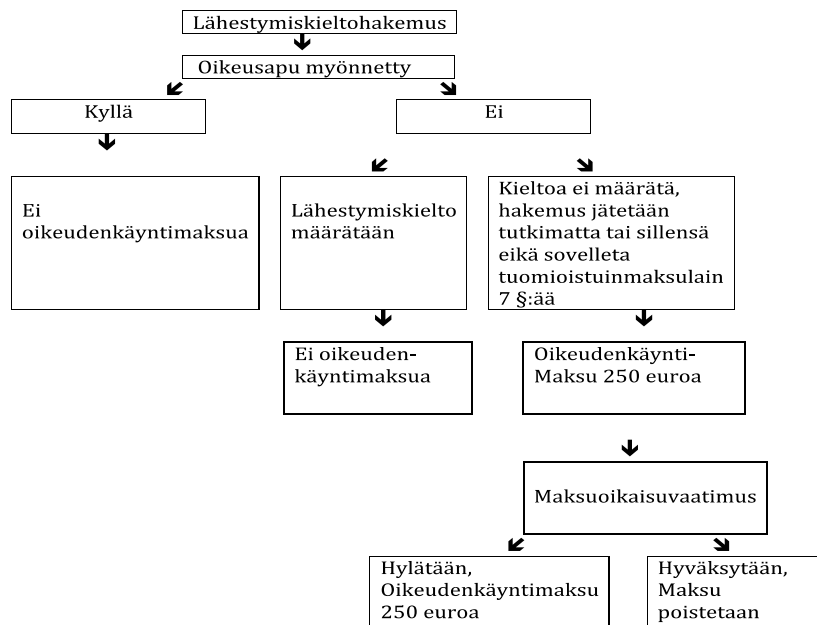 Lähestymiskieltohakemus
Oikeusapu myönnetty
Kyllä
Ei
Ei
oikeudenkäyntimaksua
Lähestymiskielto
määrätään
Kieltoa ei määrätä,
hakemus jätetään
tutkimatta tai sillensä
eikä sovelleta
tuomioistuinmaksulain
7 §:ää
Ei oikeuden-
käyntimaksua
Oikeudenkäynti-
Maksu 250 euroa
Maksuoikaisuvaatimus
Hylätään,
Oikeudenkäyntimaksu
250 euroa
Hyväksytään,
Maksu
poistetaan